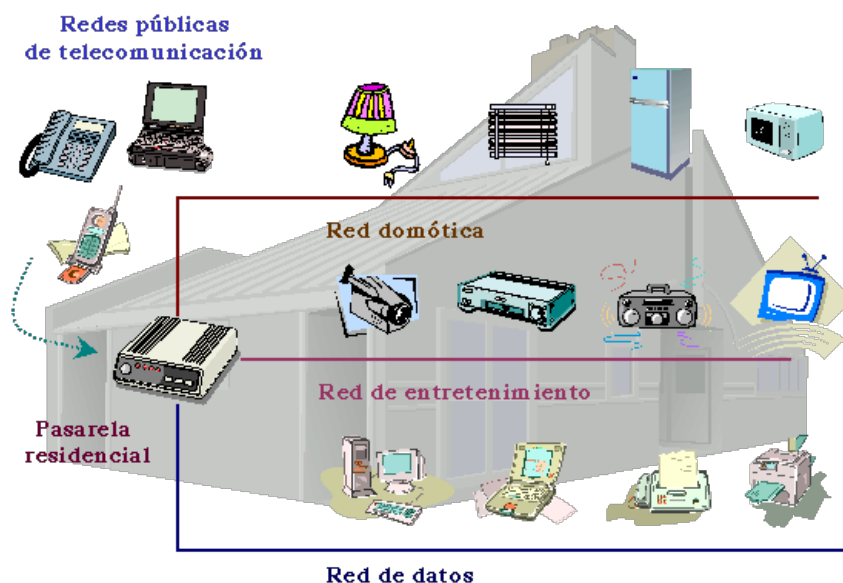 Redes públicas
de telecomunicación
Red domótica
Red de entretenimiento
Pasarela
residencial
Red de datos